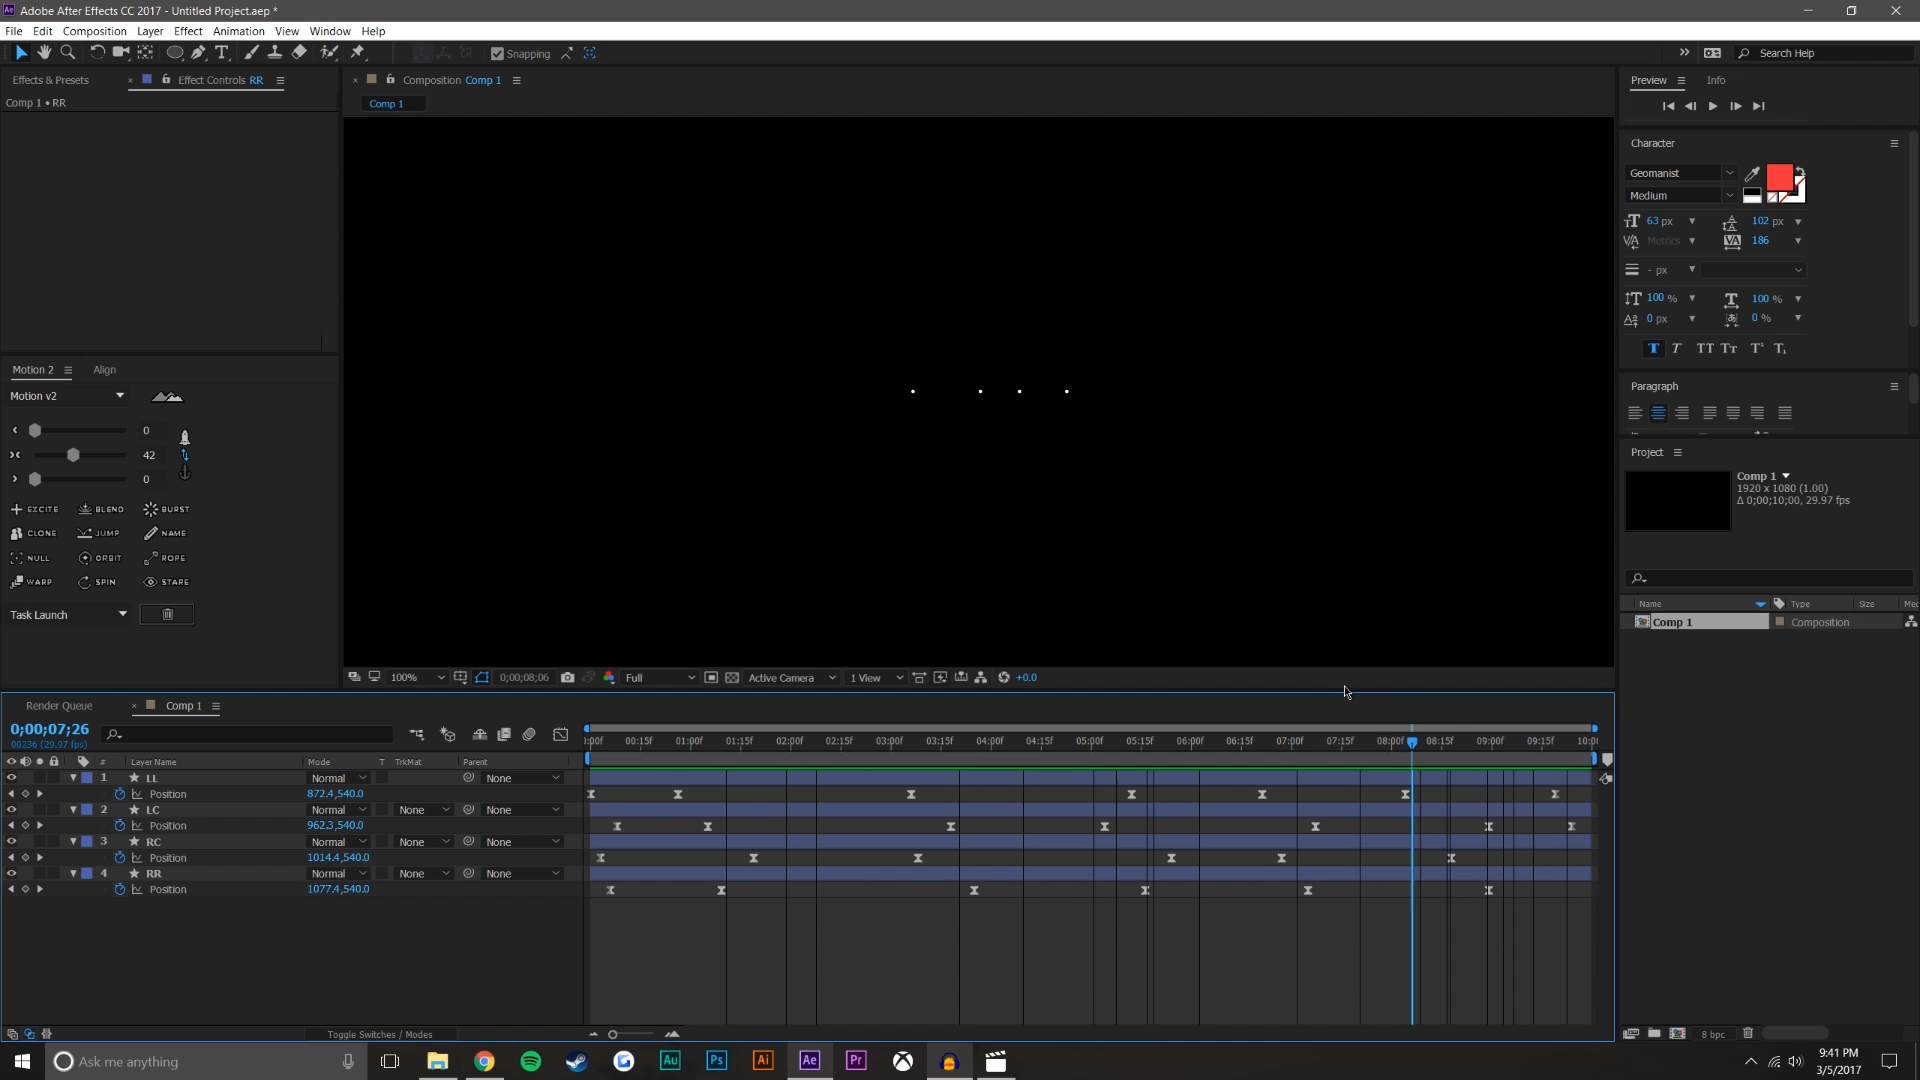 Adobe After Effects CC 2017 - Untitled Project.aep *
File Edit Composition Layer Effect Animation View Window Help
Snapping
Search Help
Effects & Presets
Effect Controls RR
Composition Comp 1
Preview Info
Comp 1 • RR
Comp 1
Character
Geomanist
Medium
63 px
102 px
Metrics
186
- px
100 %
100 %
0 px
0 %
Paragraph
Motion 2 Align
Motion v2
0
42
0
EXCITE BLEND BURST
CLONE JUMP NAME
NULL ORBIT ROPE
WARP SPIN STARE
Task Launch
Project
Comp 1
1920 x 1080 (1.00)
Δ 0;00;10;00, 29.97 fps
Name Type Size
Comp 1 Composition
100% 0;00;08;06 Full Active Camera 1 View +0.0
Render Queue Comp 1
0;00;07;26
00236 (29.97 fps)
00:15f 01:00f 01:15f 02:00f 02:15f 03:00f 03:15f 04:00f 04:15f 05:00f 05:15f 06:00f 06:15f 07:00f 07:15f 08:00f 08:15f 09:00f 09:15f
# Layer Name Mode T TrkMat Parent
1 LL Normal None
Position 872.4,540.0
2 LC Normal None None
Position 962.3,540.0
3 RC Normal None None
Position 1014.4,540.0
4 RR Normal None None
Position 1077.4,540.0
Toggle Switches / Modes
8 bpc
Ask me anything
Au Ps Ai Ae Pr
9:41 PM
3/5/2017